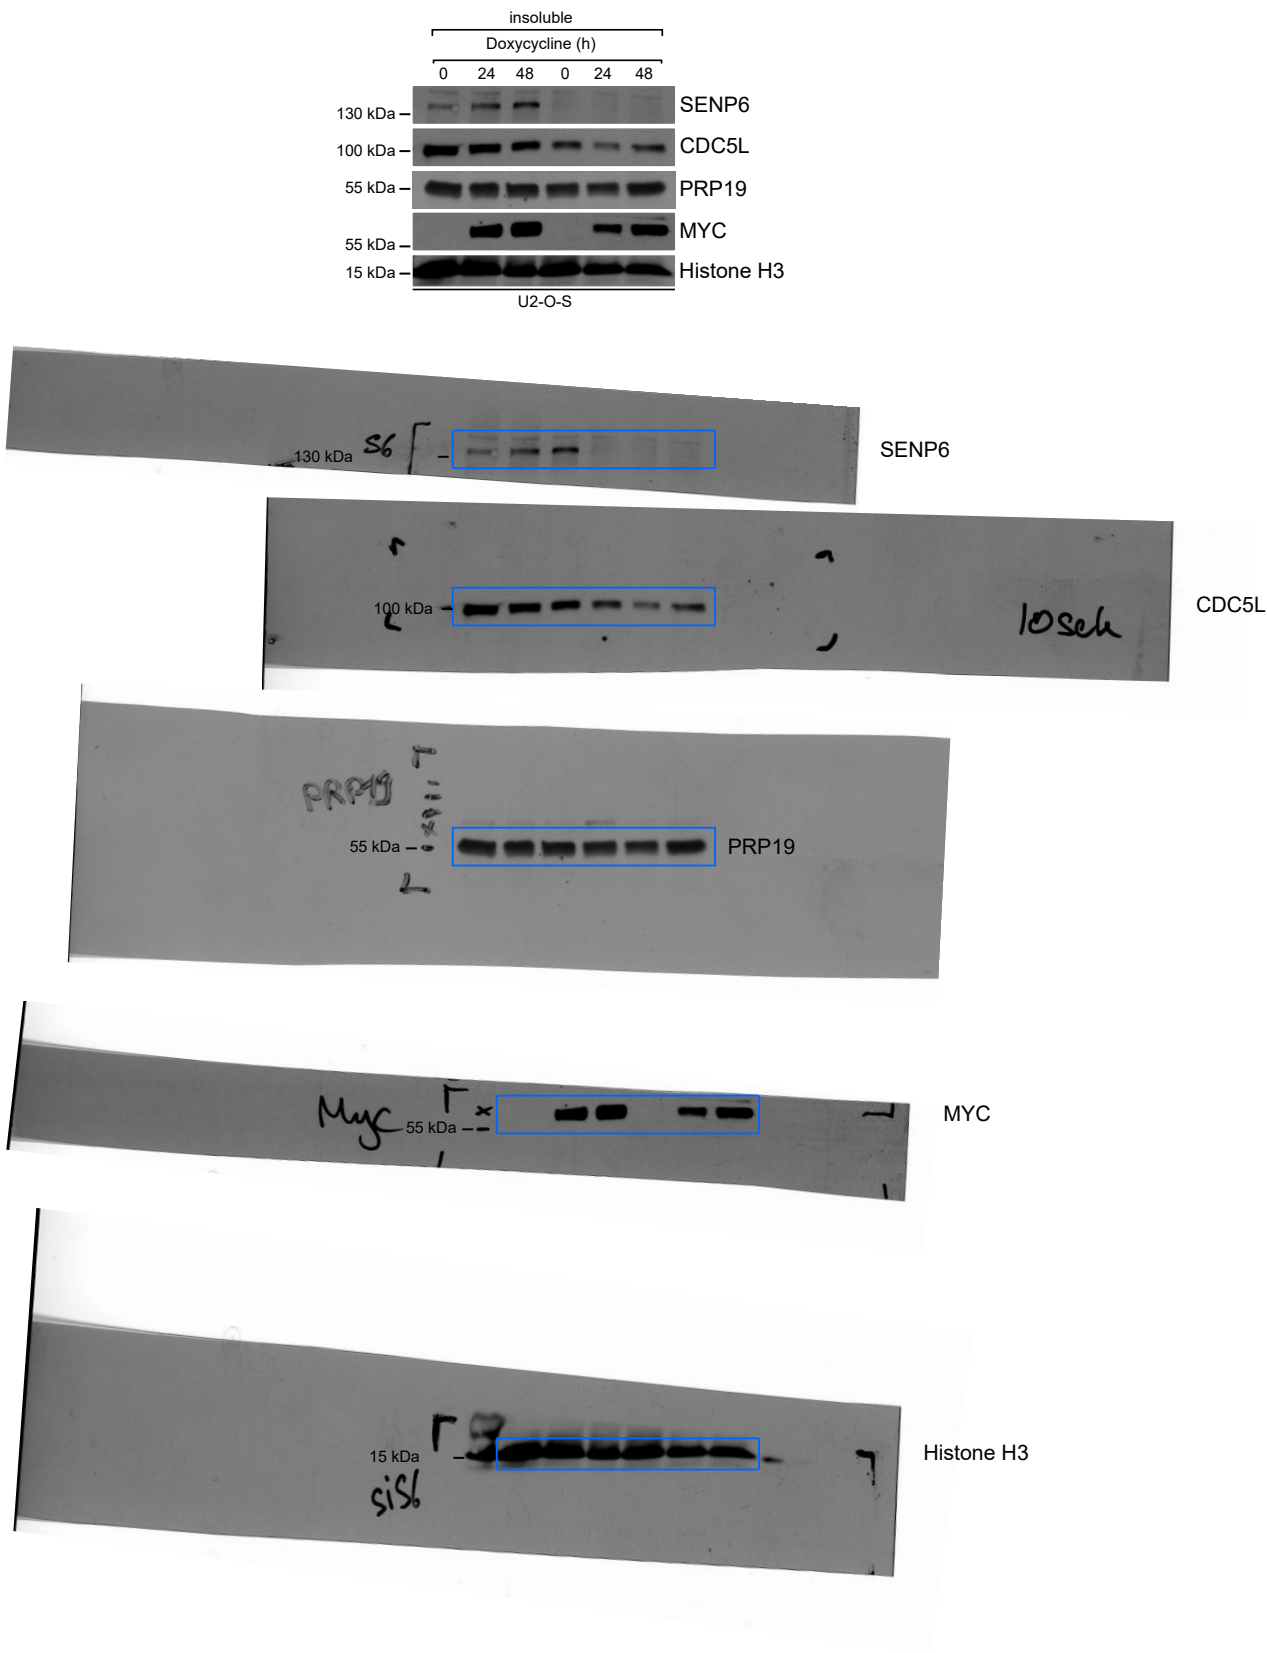 insoluble
Doxycycline (h)
0 24 48 0 24 48
130 kDa SENP6
100 kDa CDC5L
55 kDa PRP19
55 kDa MYC
15 kDa Histone H3
U2-O-S
S6
130 kDa SENP6
100 kDa CDC5L
PRP19
55 kDa PRP19
Myc
55 kDa MYC
15 kDa Histone H3
siS6